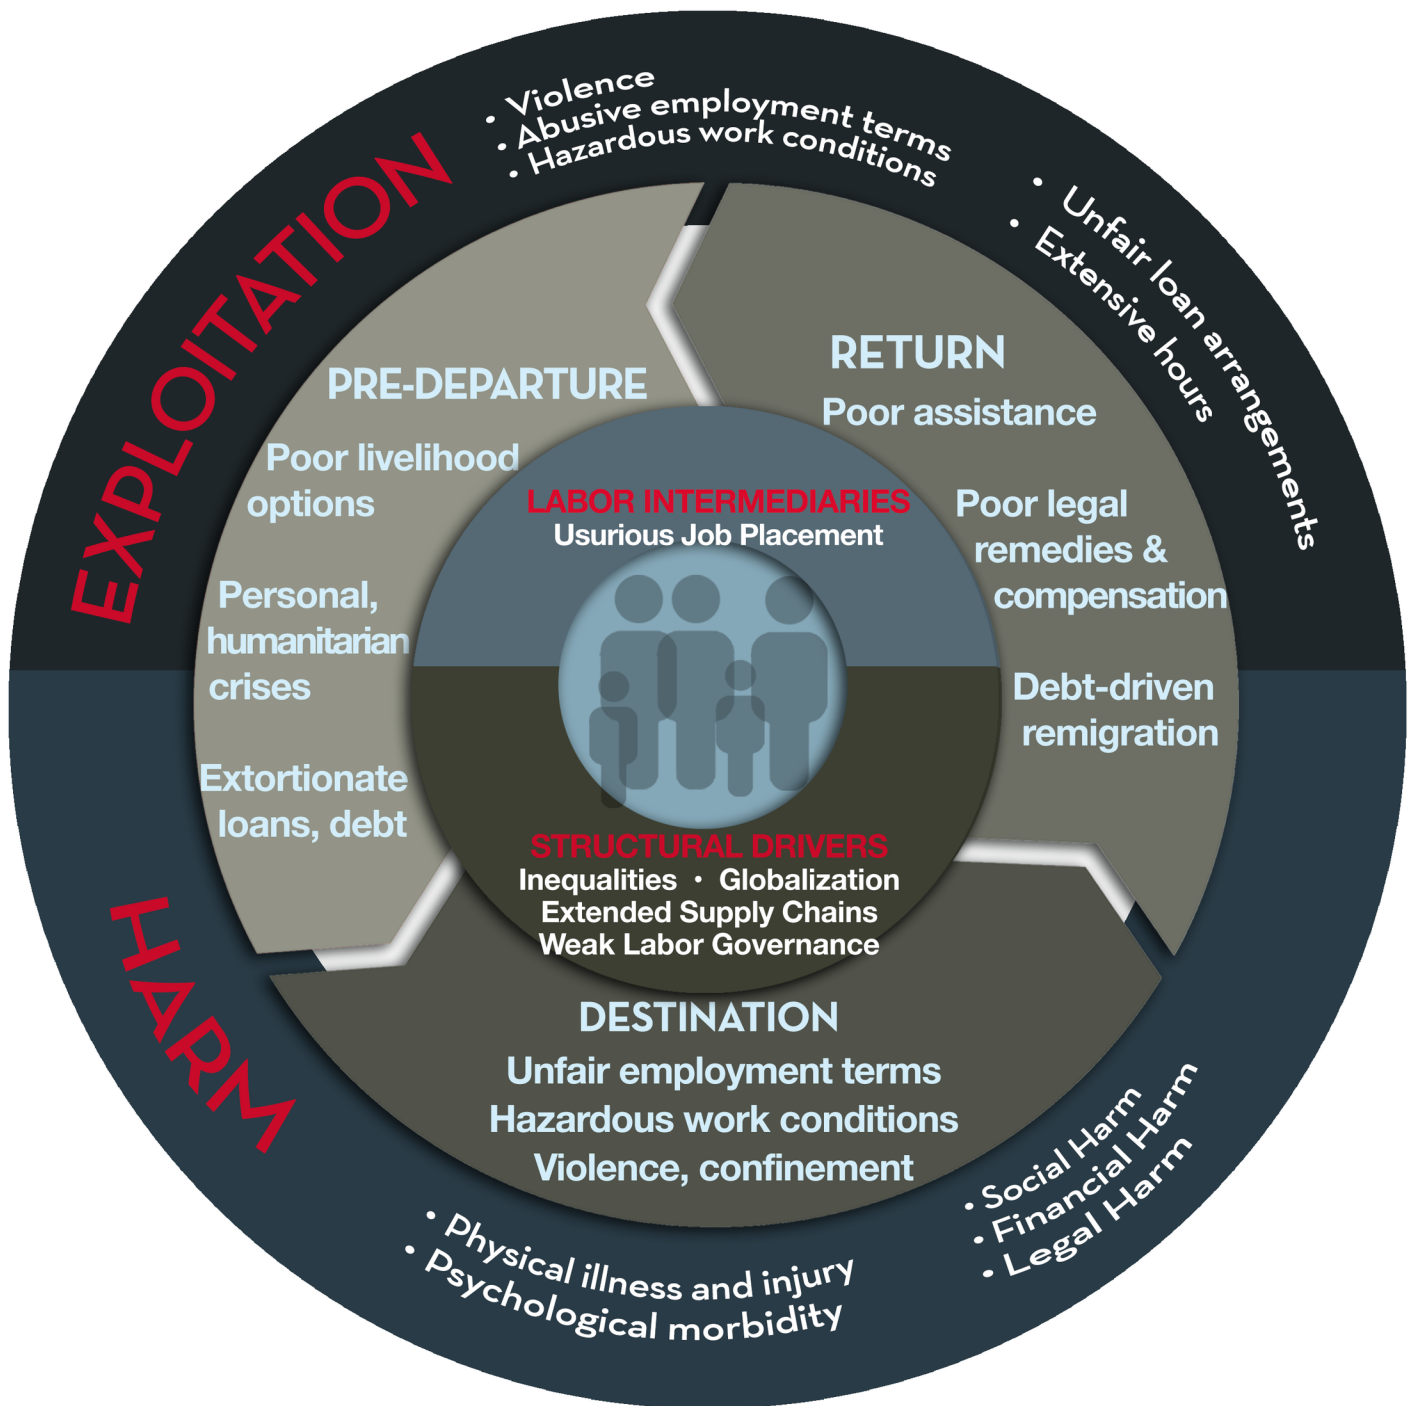 EXPLOITATION
• Violence
• Abusive employment terms
• Hazardous work conditions
• Unfair loan arrangements
• Extensive hours
PRE-DEPARTURE
Poor livelihood
options
Personal,
humanitarian
crises
Extortionate
loans, debt
RETURN
Poor assistance
Poor legal
remedies &
compensation
Debt-driven
remigration
LABOR INTERMEDIARIES
Usurious Job Placement
STRUCTURAL DRIVERS
Inequalities • Globalization
Extended Supply Chains
Weak Labor Governance
DESTINATION
Unfair employment terms
Hazardous work conditions
Violence, confinement
HARM
• Physical illness and injury
• Psychological morbidity
• Social Harm
• Financial Harm
• Legal Harm